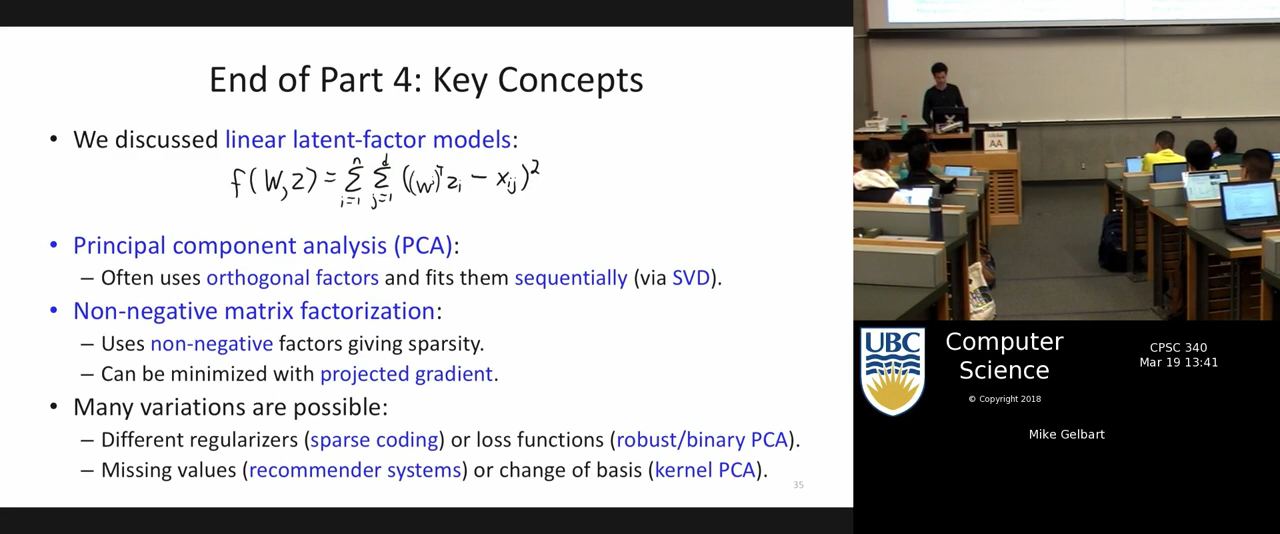 End of Part 4: Key Concepts
• We discussed linear latent-factor models:
f(W,Z) = ∑_{i=1}^{n} ∑_{j=1}^{d} ((w^j)^T z_i − x_{ij})^2
• Principal component analysis (PCA):
– Often uses orthogonal factors and fits them sequentially (via SVD).
• Non-negative matrix factorization:
– Uses non-negative factors giving sparsity.
– Can be minimized with projected gradient.
• Many variations are possible:
– Different regularizers (sparse coding) or loss functions (robust/binary PCA).
– Missing values (recommender systems) or change of basis (kernel PCA).
35
AA
UBC
Computer
Science
© Copyright 2018
CPSC 340
Mar 19 13:41
Mike Gelbart